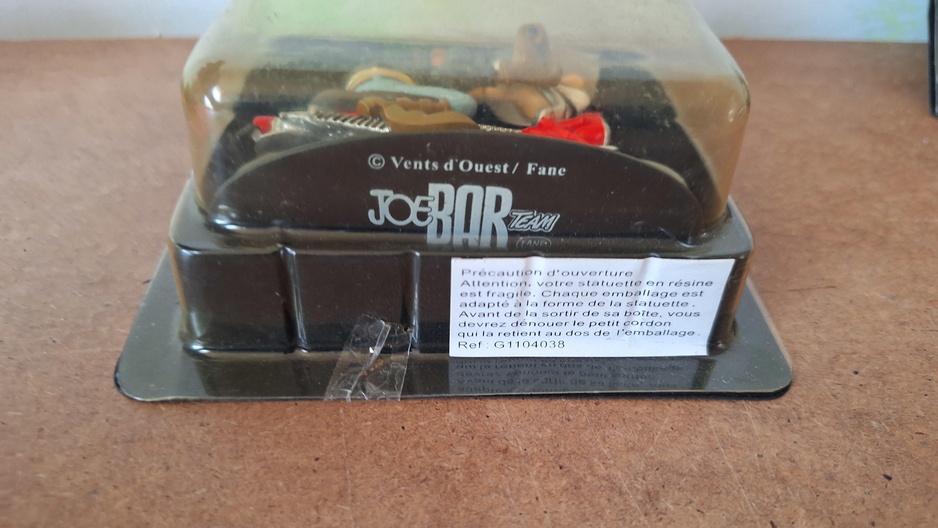 © Vents d'Ouest / Fane
JOE BAR TEAM
FANE
Précaution d'ouverture
Attention, votre statuette en résine
est fragile. Chaque emballage est
adapté à la forme de la statuette.
Avant de la sortir de sa boîte, vous
devrez dénouer le petit cordon
qui la retient au dos de l'emballage.
Ref : G1104038